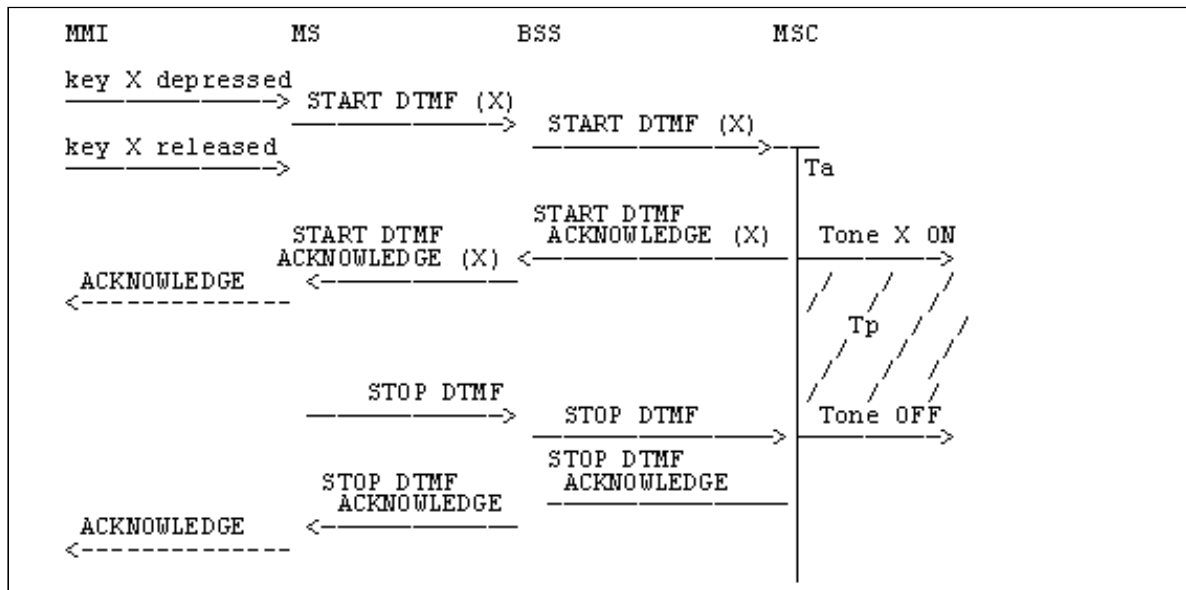 MMI MS BSS MSC
key X depressed
START DTMF (X)
START DTMF (X)
key X released
Ta
START DTMF
START DTMF ACKNOWLEDGE (X) Tone X ON
ACKNOWLEDGE (X)
ACKNOWLEDGE
Tp
STOP DTMF
STOP DTMF Tone OFF
STOP DTMF
STOP DTMF ACKNOWLEDGE
ACKNOWLEDGE
ACKNOWLEDGE